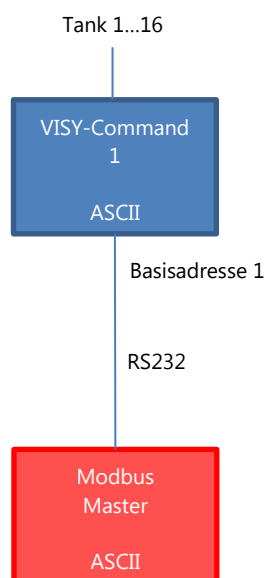 Tank 1...16
VISY-Command
1
ASCII
Basisadresse 1
RS232
Modbus
Master
ASCII